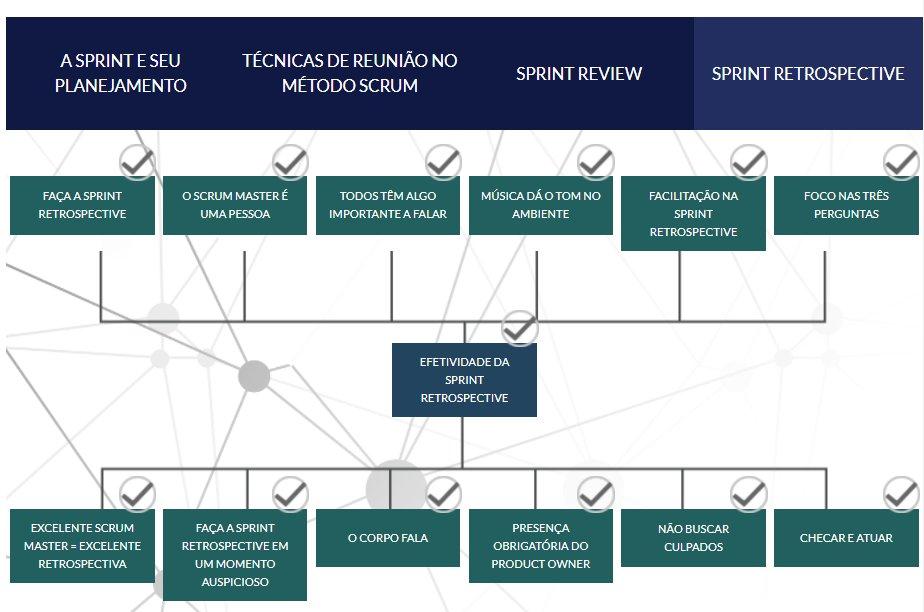 A SPRINT E SEU
PLANEJAMENTO
TÉCNICAS DE REUNIÃO NO
MÉTODO SCRUM
SPRINT REVIEW
SPRINT RETROSPECTIVE
FAÇA A SPRINT
RETROSPECTIVE
O SCRUM MASTER É
UMA PESSOA
TODOS TÊM ALGO
IMPORTANTE A FALAR
MÚSICA DÁ O TOM NO
AMBIENTE
FACILITAÇÃO NA
SPRINT
RETROSPECTIVE
FOCO NAS TRÊS
PERGUNTAS
EFETIVIDADE DA
SPRINT
RETROSPECTIVE
EXCELENTE SCRUM
MASTER = EXCELENTE
RETROSPECTIVA
FAÇA A SPRINT
RETROSPECTIVE EM
UM MOMENTO
AUSPICIOSO
O CORPO FALA
PRESENÇA
OBRIGATÓRIA DO
PRODUCT OWNER
NÃO BUSCAR
CULPADOS
CHECAR E ATUAR